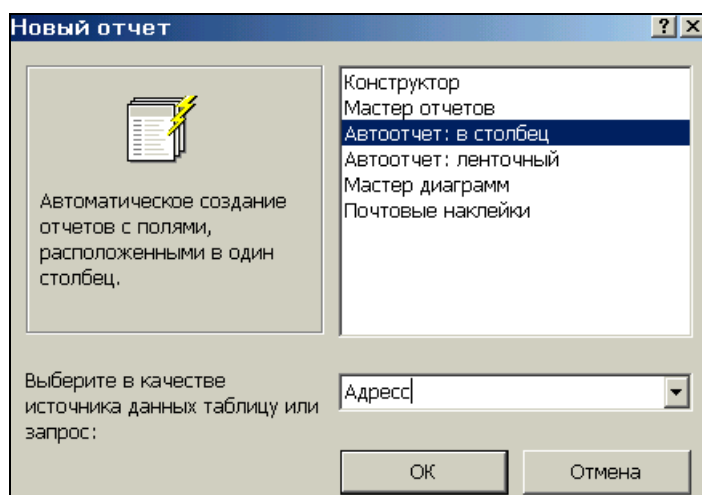 Новый отчет
Автоматическое создание
отчетов с полями,
расположенными в один
столбец.
Конструктор
Мастер отчетов
Автоотчет: в столбец
Автоотчет: ленточный
Мастер диаграмм
Почтовые наклейки
Выберите в качестве
источника данных таблицу или
запрос:
Адресс
ОК
Отмена